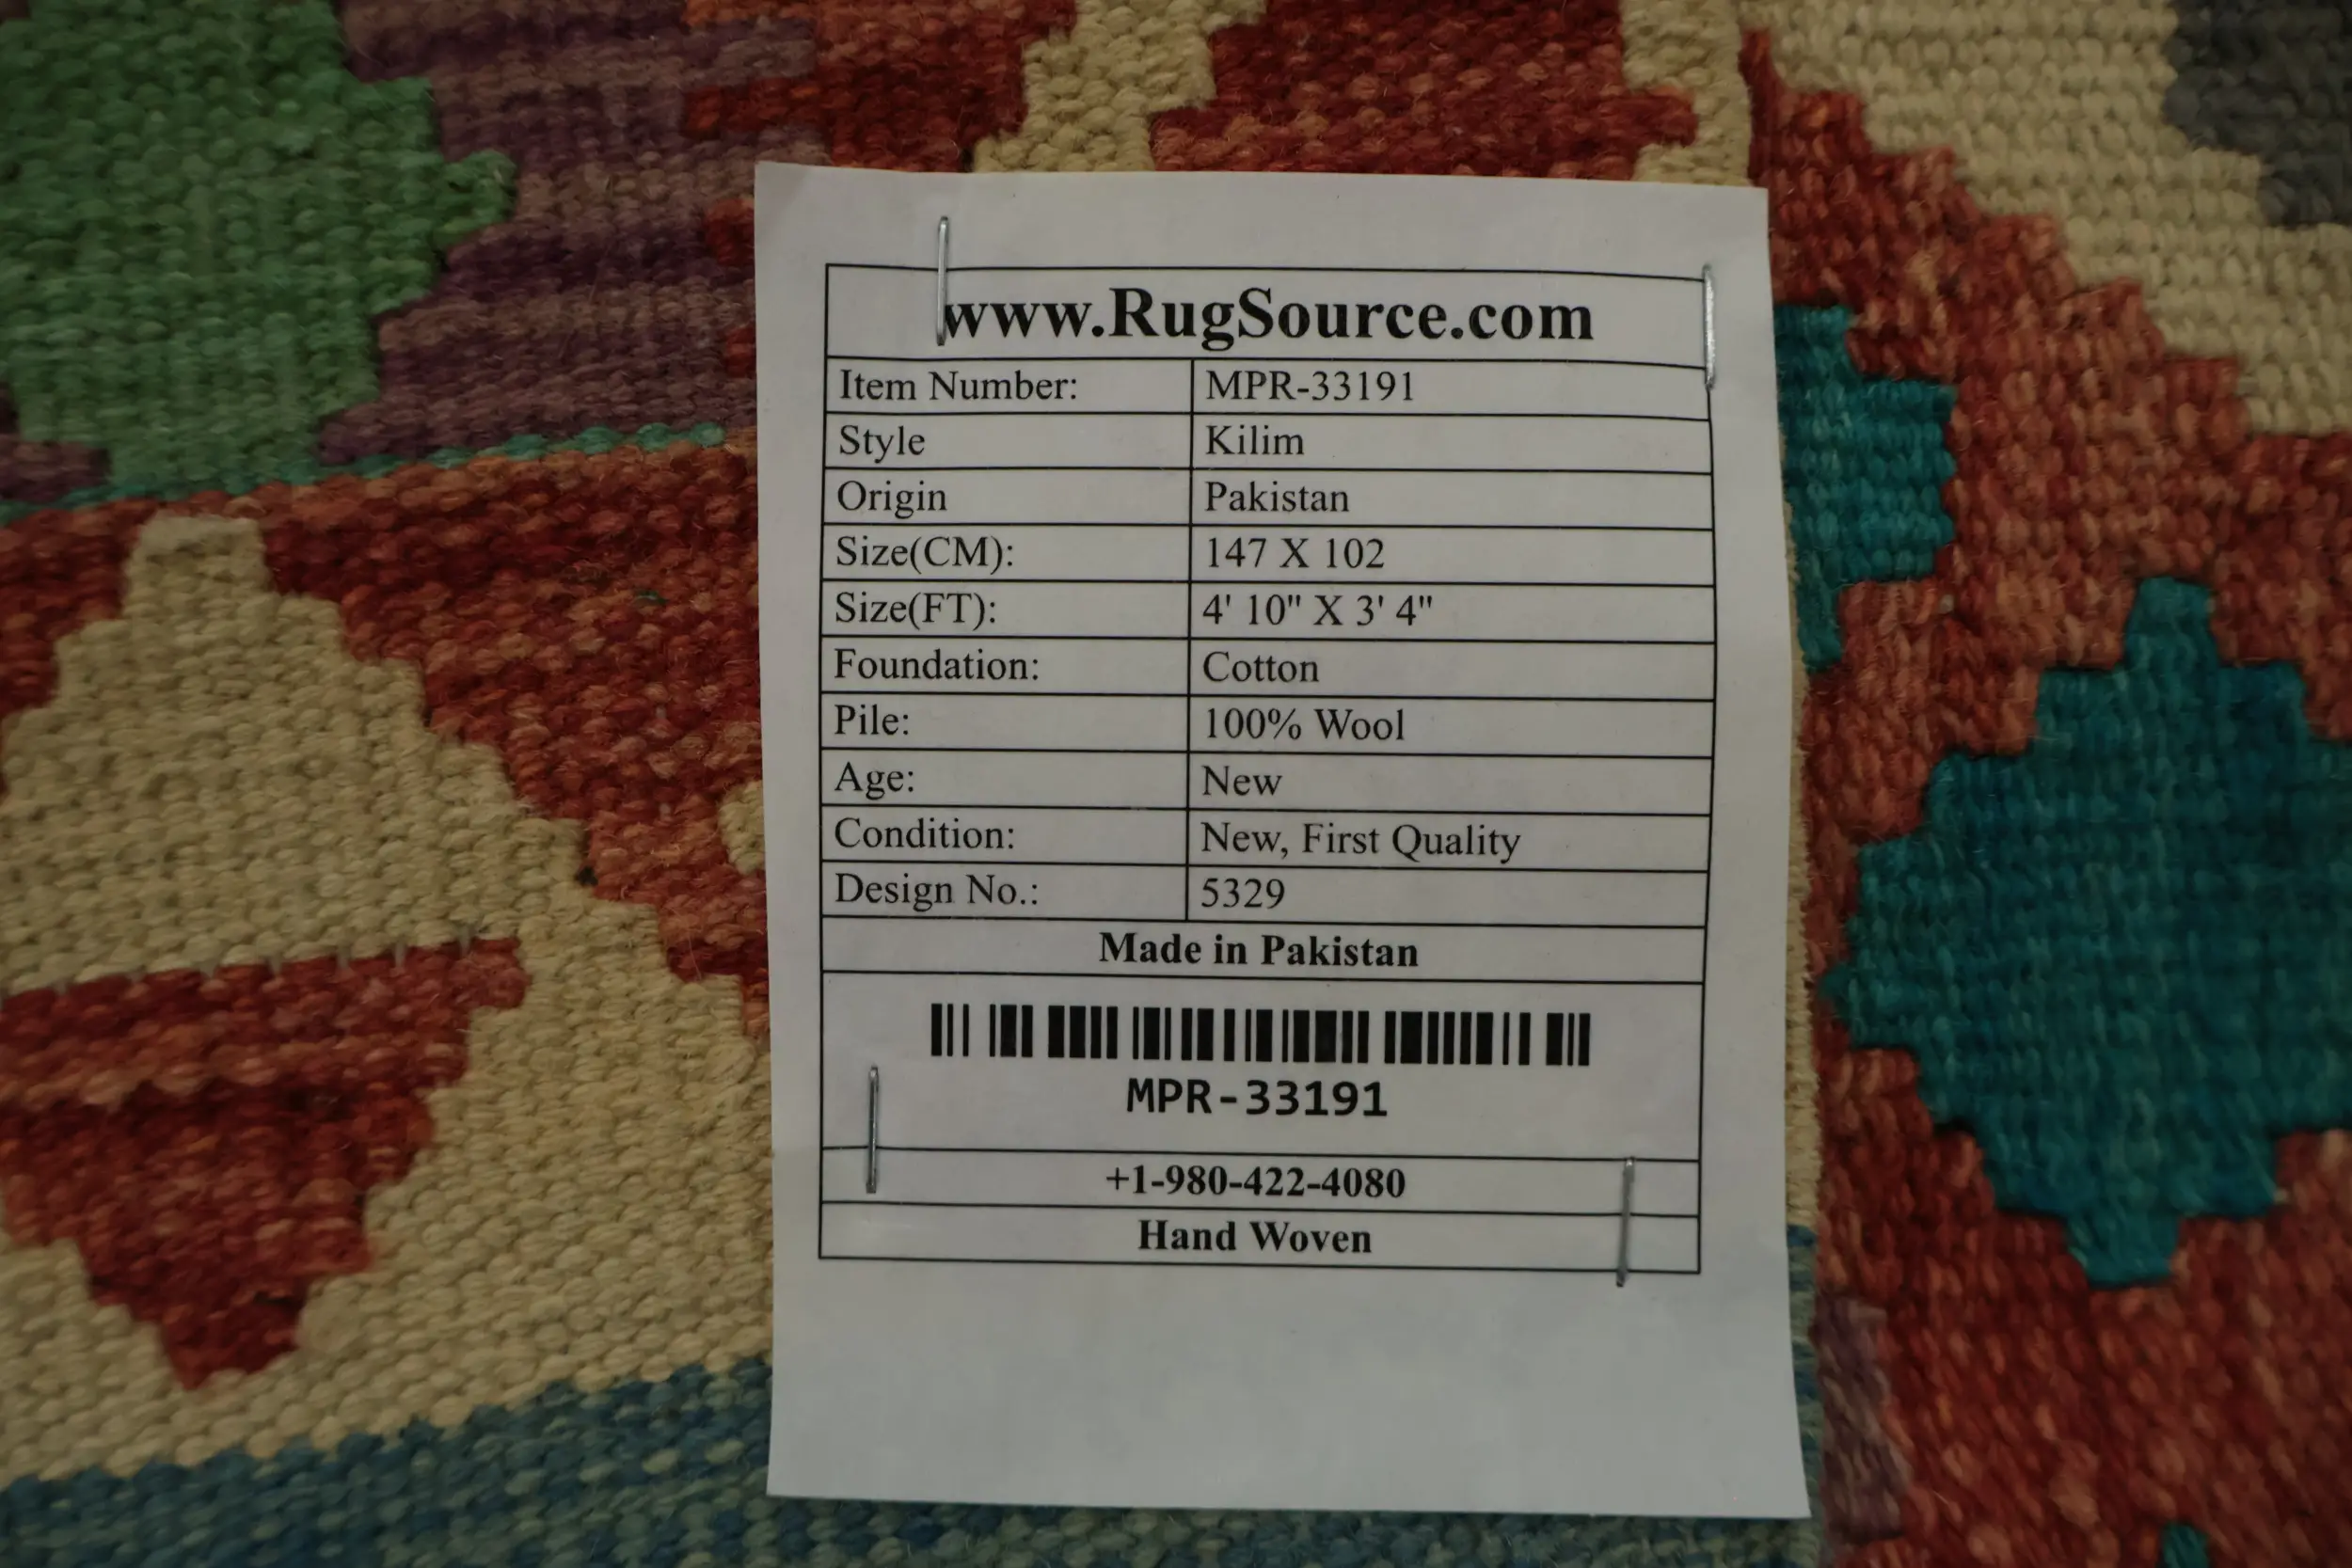 www.RugSource.com
Item Number: MPR-33191
Style Kilim
Origin Pakistan
Size(CM): 147 X 102
Size(FT): 4' 10" X 3' 4"
Foundation: Cotton
Pile: 100% Wool
Age: New
Condition: New, First Quality
Design No.: 5329
Made in Pakistan
MPR-33191
+1-980-422-4080
Hand Woven